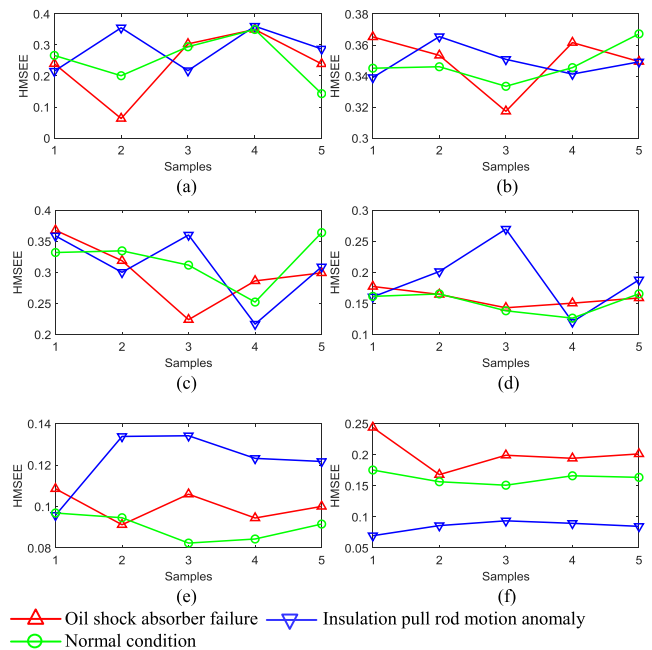 0.4
0.3
0.2
0.1
0
HMSEE
1 2 3 4 5
Samples
(a)
0.38
0.36
0.34
0.32
0.3
HMSEE
1 2 3 4 5
Samples
(b)
0.4
0.35
0.3
0.25
0.2
HMSEE
1 2 3 4 5
Samples
(c)
0.3
0.25
0.2
0.15
0.1
HMSEE
1 2 3 4 5
Samples
(d)
0.14
0.12
0.1
0.08
HMSEE
1 2 3 4 5
Samples
(e)
0.25
0.2
0.15
0.1
0.05
HMSEE
1 2 3 4 5
Samples
(f)
Oil shock absorber failure
Insulation pull rod motion anomaly
Normal condition